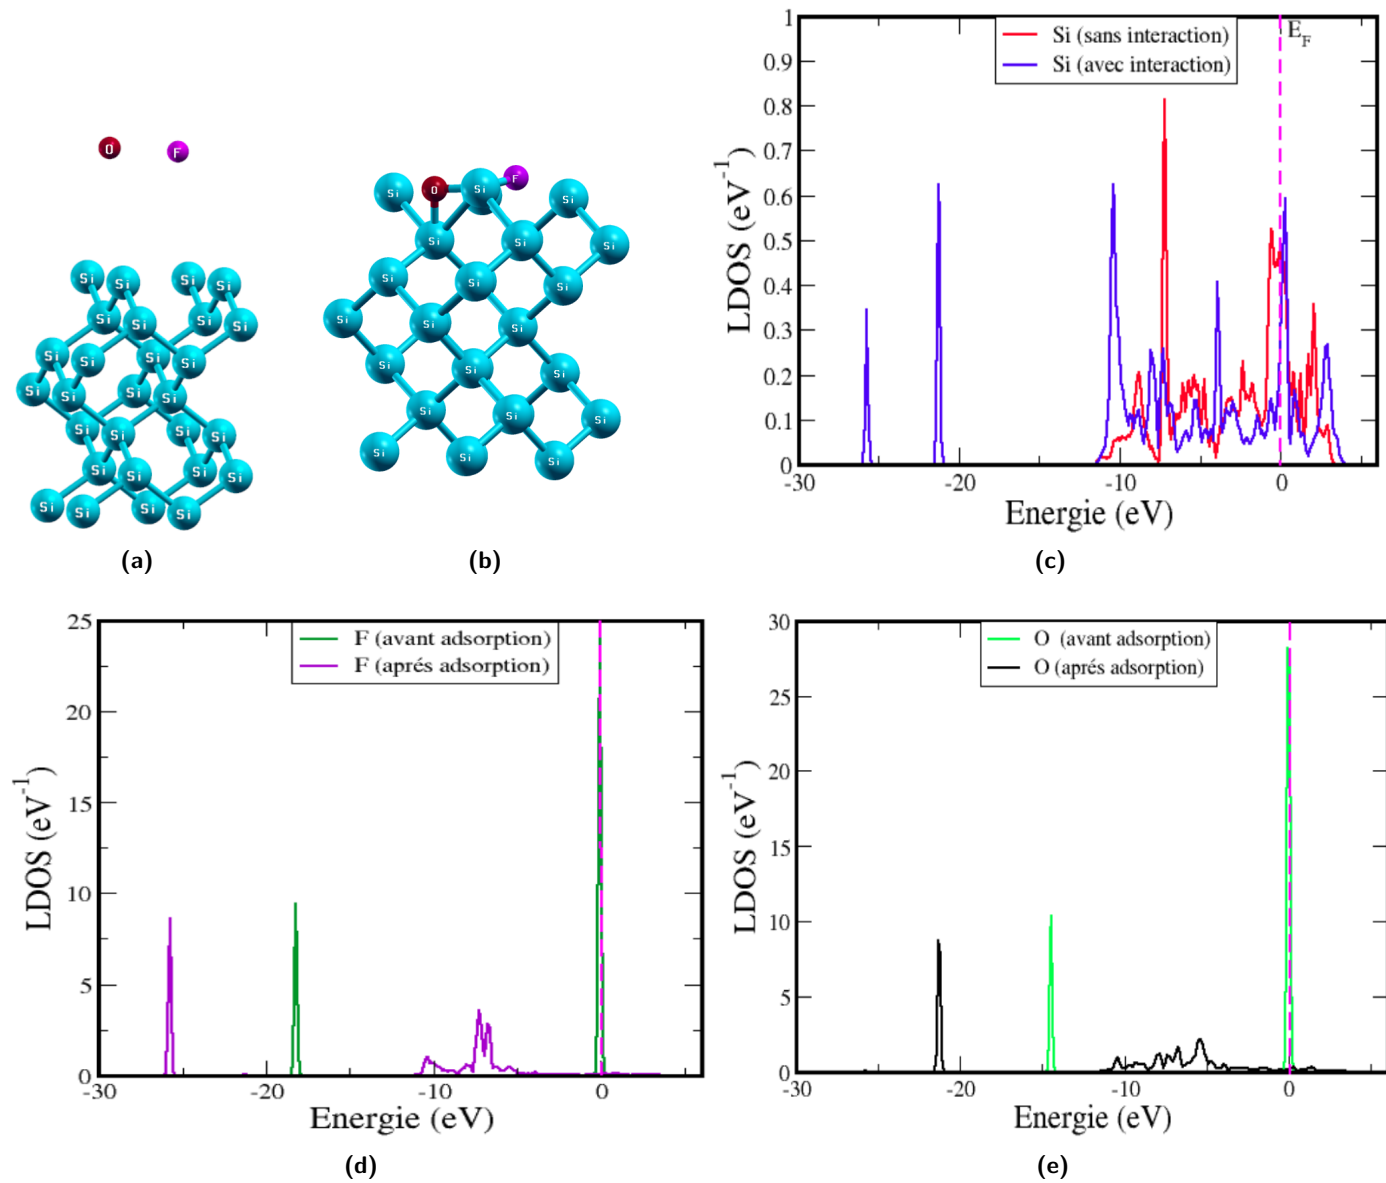 O F
Si Si Si Si
Si Si Si Si
Si Si Si Si
Si Si Si Si
Si Si Si Si
Si Si Si Si
Si Si Si Si
(a)
Si O Si F Si
Si Si Si
Si Si Si
Si Si Si
Si Si Si
Si Si Si
Si Si Si
(b)
1
0.9
0.8
0.7
0.6
0.5
0.4
0.3
0.2
0.1
0
LDOS (eV⁻¹)
Si (sans interaction)
Si (avec interaction)
E_F
-30 -20 -10 0
Energie (eV)
(c)
25
20
15
10
5
0
LDOS (eV⁻¹)
F (avant adsorption)
F (aprés adsorption)
-30 -20 -10 0
Energie (eV)
(d)
30
25
20
15
10
5
0
LDOS (eV⁻¹)
O (avant adsorption)
O (aprés adsorption)
-30 -20 -10 0
Energie (eV)
(e)